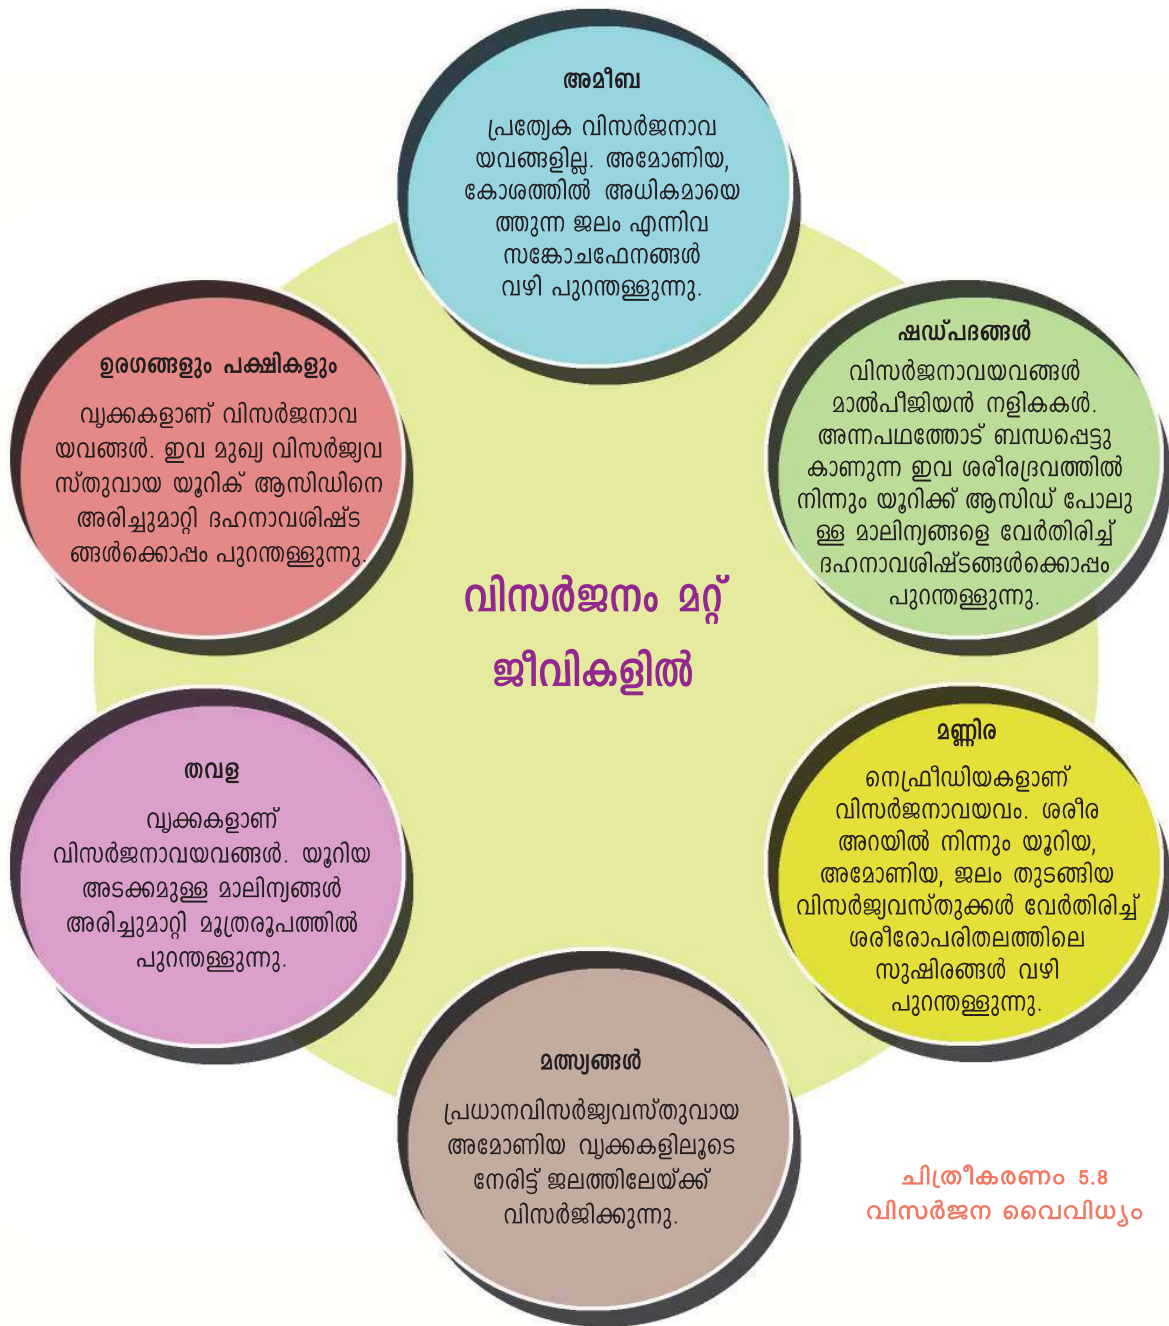 അമീബ
പ്രത്യേക വിസർജനാവ
യവങ്ങളില്ല. അമോണിയ,
കോശത്തിൽ അധികമായെ
ത്തുന്ന ജലം എന്നിവ
സങ്കോചഫേനങ്ങൾ
വഴി പുറന്തള്ളുന്നു.
ഷഡ്പദങ്ങൾ
വിസർജനാവയവങ്ങൾ
മാൽപീജിയൻ നളികകൾ.
അന്നപഥത്തോട് ബന്ധപ്പെട്ടു
കാണുന്ന ഇവ ശരീരദ്രവത്തിൽ
നിന്നും യൂറിക്ക് ആസിഡ് പോലു
ള്ള മാലിന്യങ്ങളെ വേർതിരിച്ച്
ദഹനാവശിഷ്ടങ്ങൾക്കൊപ്പം
പുറന്തള്ളുന്നു.
ഉരഗങ്ങളും പക്ഷികളും
വൃക്കകളാണ് വിസർജനാവ
യവങ്ങൾ. ഇവ മുഖ്യ വിസർജ്യവ
സ്തുവായ യൂറിക് ആസിഡിനെ
അരിച്ചുമാറ്റി ദഹനാവശിഷ്ട
ങ്ങൾക്കൊപ്പം പുറന്തള്ളുന്നു.
വിസർജനം മറ്റ്
ജീവികളിൽ
മണ്ണിര
നെഫ്രീഡിയകളാണ്
വിസർജനാവയവം. ശരീര
അറയിൽ നിന്നും യൂറിയ,
അമോണിയ, ജലം തുടങ്ങിയ
വിസർജ്യവസ്തുക്കൾ വേർതിരിച്ച്
ശരീരോപരിതലത്തിലെ
സുഷിരങ്ങൾ വഴി
പുറന്തള്ളുന്നു.
തവള
വൃക്കകളാണ്
വിസർജനാവയവങ്ങൾ. യൂറിയ
അടക്കമുള്ള മാലിന്യങ്ങൾ
അരിച്ചുമാറ്റി മൂത്രരൂപത്തിൽ
പുറന്തള്ളുന്നു.
മത്സ്യങ്ങൾ
പ്രധാനവിസർജ്യവസ്തുവായ
അമോണിയ വൃക്കകളിലൂടെ
നേരിട്ട് ജലത്തിലേയ്ക്ക്
വിസർജിക്കുന്നു.
ചിത്രീകരണം 5.8
വിസർജന വൈവിധ്യം